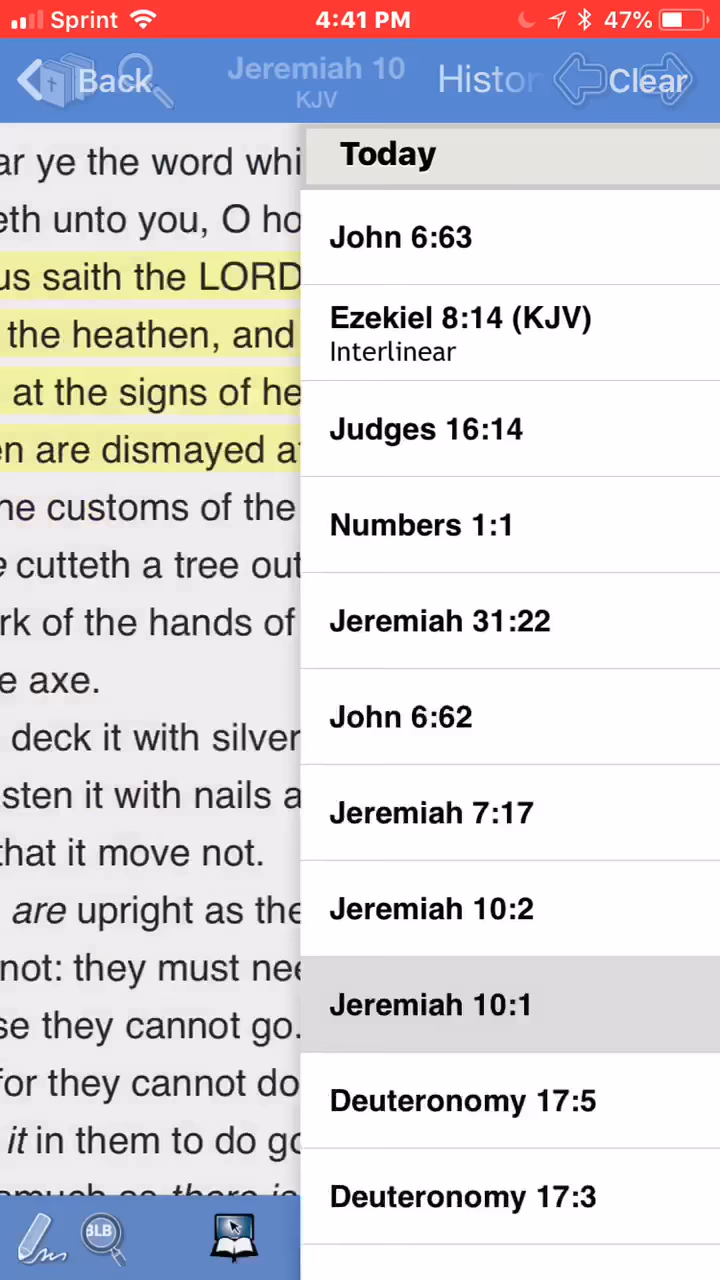 Sprint 4:41 PM 47%
Back Jeremiah 10 Histor Clear
KJV
Today
John 6:63
Ezekiel 8:14 (KJV)
Interlinear
Judges 16:14
Numbers 1:1
Jeremiah 31:22
John 6:62
Jeremiah 7:17
Jeremiah 10:2
Jeremiah 10:1
Deuteronomy 17:5
Deuteronomy 17:3
ar ye the word whi
eth unto you, O ho
us saith the LORD
the heathen, and
at the signs of he
en are dismayed at
he customs of the
e cutteth a tree out
rk of the hands of
e axe.
deck it with silver
sten it with nails a
that it move not.
are upright as the
not: they must nee
se they cannot go.
for they cannot do
it in them to do go
much as there is
BLB